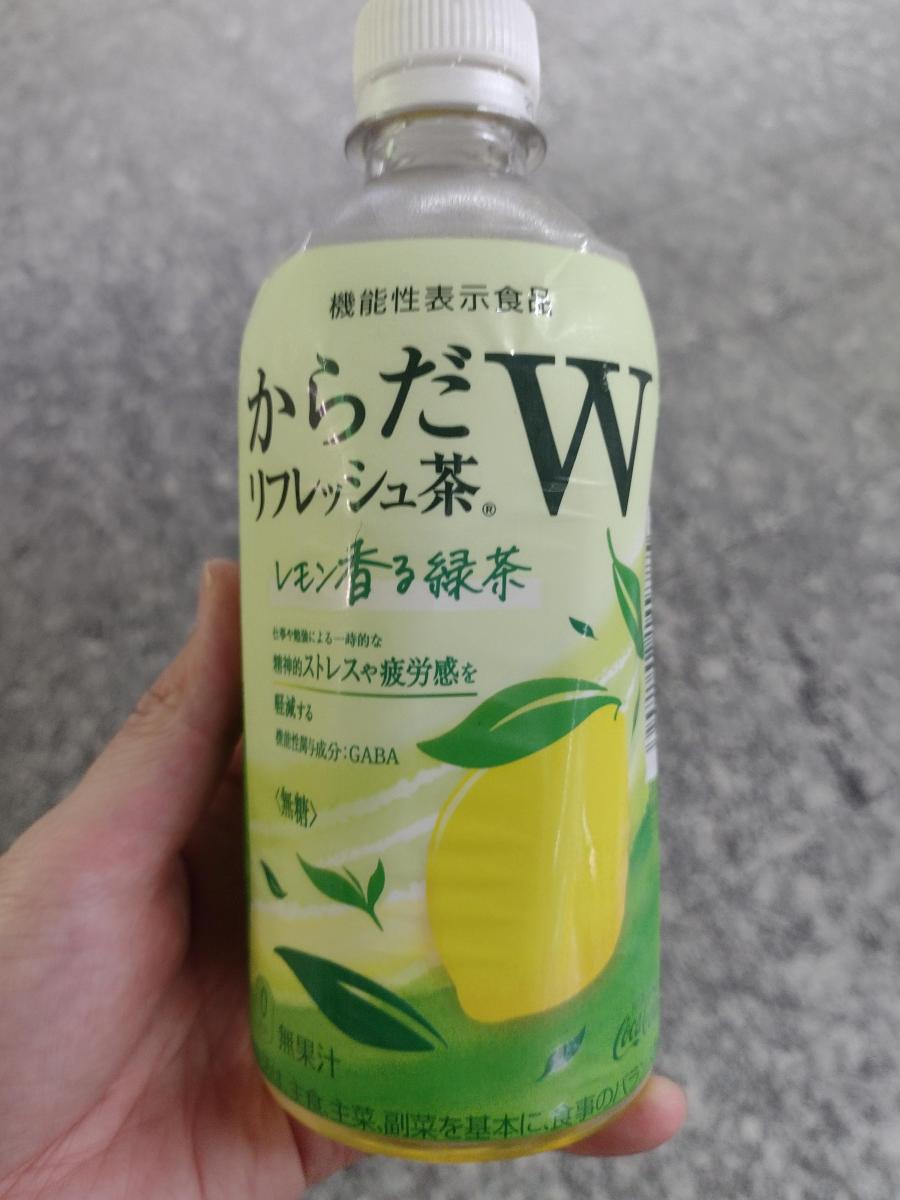 機能性表示食品
からだW
リフレッシュ茶®
レモン香る緑茶
仕事や勉強による一時的な
精神的ストレスや疲労感を
軽減する
機能性関与成分:GABA
〈無糖〉
無果汁
主食、主菜、副菜を基本に、食事のバラ